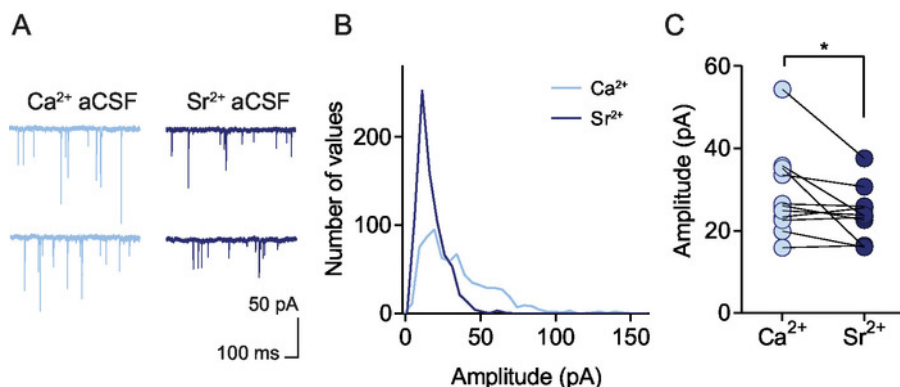 A
Ca²⁺ aCSF
Sr²⁺ aCSF
50 pA
100 ms
B
Number of values
200
100
0
0
50
100
150
Amplitude (pA)
Ca²⁺
Sr²⁺
C
*
Amplitude (pA)
60
40
20
0
Ca²⁺
Sr²⁺